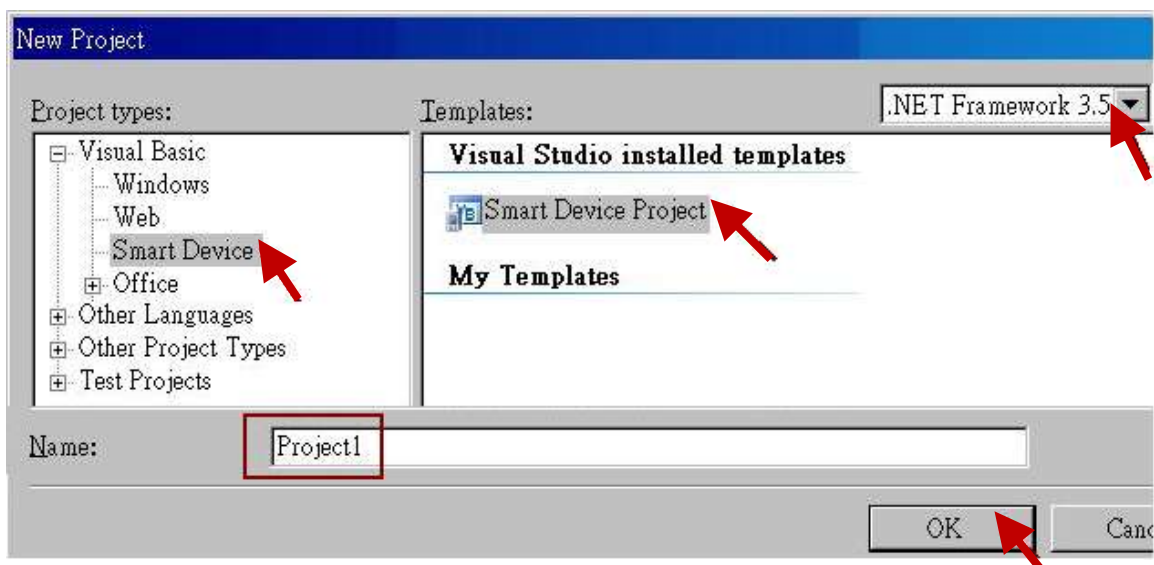 New Project
Project types:
Templates:
.NET Framework 3.5
Visual Basic
Windows
Web
Smart Device
Office
Other Languages
Other Project Types
Test Projects
Visual Studio installed templates
Smart Device Project
My Templates
Name:
Project1
OK
Canc